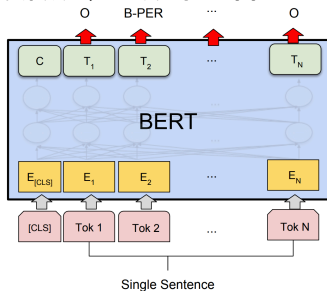 O B-PER ... O
C T1 T2 ... TN
...
BERT
...
E[CLS] E1 E2 ... EN
[CLS] Tok 1 Tok 2 ... Tok N
Single Sentence